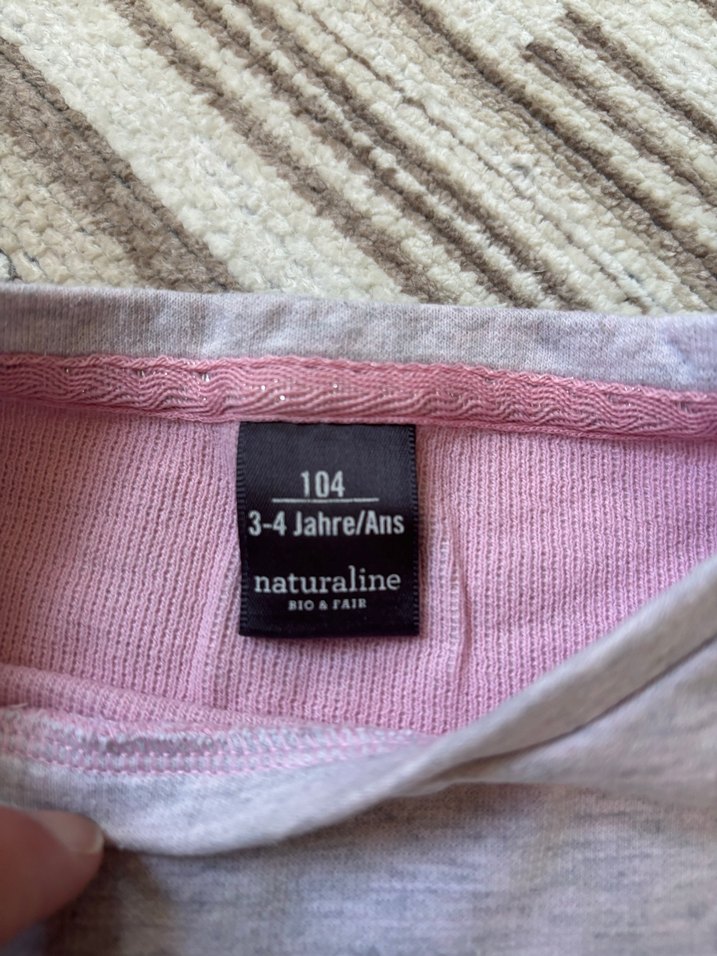 104
3-4 Jahre/Ans
naturaline
BIO & FAIR